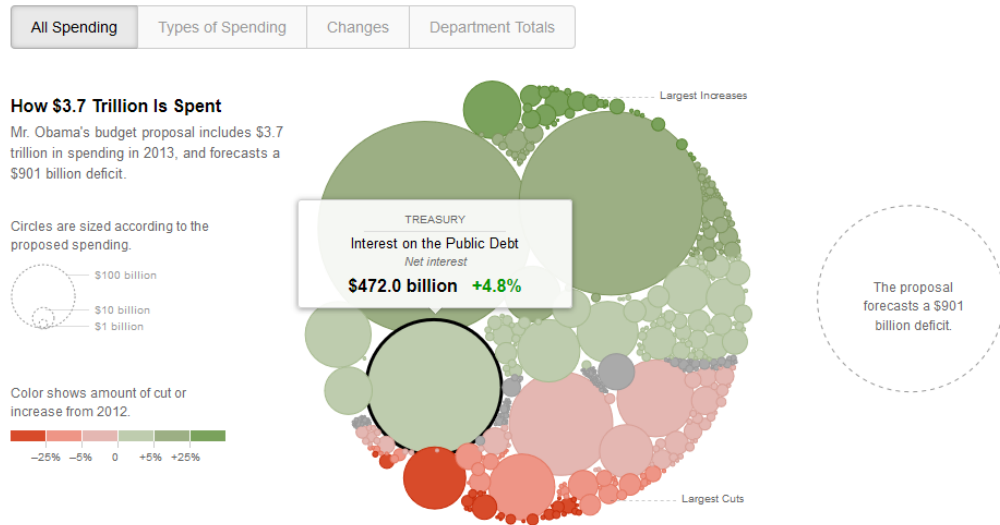 All Spending
Types of Spending
Changes
Department Totals
How $3.7 Trillion Is Spent
Mr. Obama's budget proposal includes $3.7
trillion in spending in 2013, and forecasts a
$901 billion deficit.
Circles are sized according to the
proposed spending.
$100 billion
$10 billion
$1 billion
Color shows amount of cut or
increase from 2012.
–25% –5% 0 +5% +25%
Largest Increases
TREASURY
Interest on the Public Debt
Net interest
$472.0 billion +4.8%
Largest Cuts
The proposal
forecasts a $901
billion deficit.